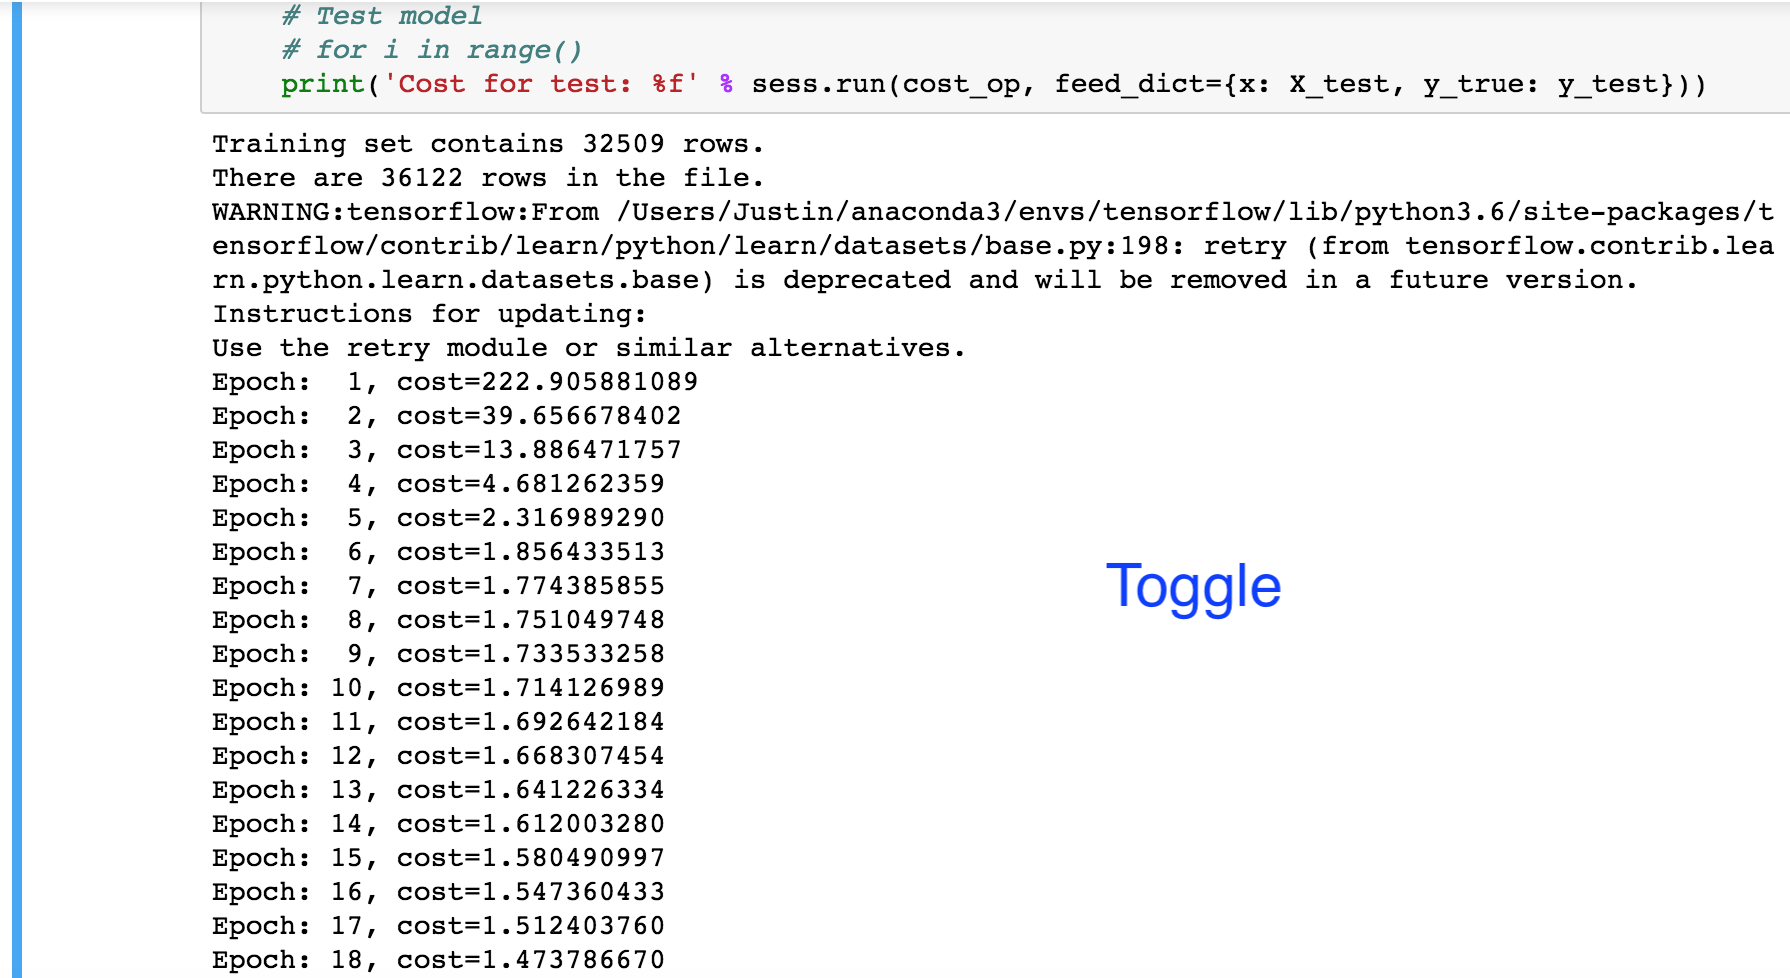 # Test model
# for i in range()
print('Cost for test: %f' % sess.run(cost_op, feed_dict={x: X_test, y_true: y_test}))
Training set contains 32509 rows.
There are 36122 rows in the file.
WARNING:tensorflow:From /Users/Justin/anaconda3/envs/tensorflow/lib/python3.6/site-packages/t
ensorflow/contrib/learn/python/learn/datasets/base.py:198: retry (from tensorflow.contrib.lea
rn.python.learn.datasets.base) is deprecated and will be removed in a future version.
Instructions for updating:
Use the retry module or similar alternatives.
Epoch:  1, cost=222.905881089
Epoch:  2, cost=39.656678402
Epoch:  3, cost=13.886471757
Epoch:  4, cost=4.681262359
Epoch:  5, cost=2.316989290
Epoch:  6, cost=1.856433513
Epoch:  7, cost=1.774385855
Toggle
Epoch:  8, cost=1.751049748
Epoch:  9, cost=1.733533258
Epoch: 10, cost=1.714126989
Epoch: 11, cost=1.692642184
Epoch: 12, cost=1.668307454
Epoch: 13, cost=1.641226334
Epoch: 14, cost=1.612003280
Epoch: 15, cost=1.580490997
Epoch: 16, cost=1.547360433
Epoch: 17, cost=1.512403760
Epoch: 18, cost=1.473786670